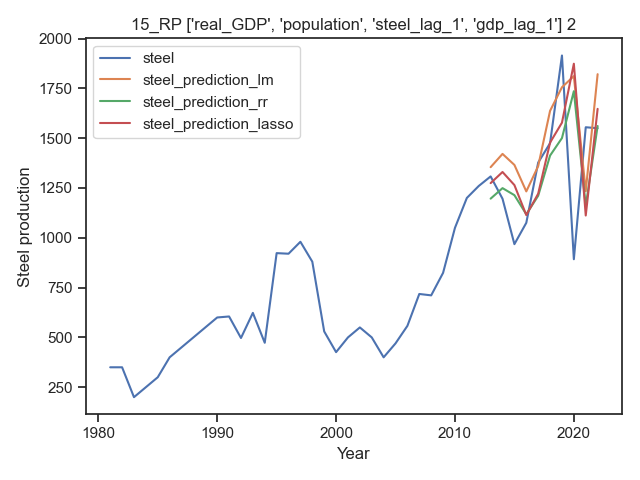 15_RP ['real_GDP', 'population', 'steel_lag_1', 'gdp_lag_1'] 2
steel
steel_prediction_lm
steel_prediction_rr
steel_prediction_lasso
Steel production
2000
1750
1500
1250
1000
750
500
250
1980 1990 2000 2010 2020
Year